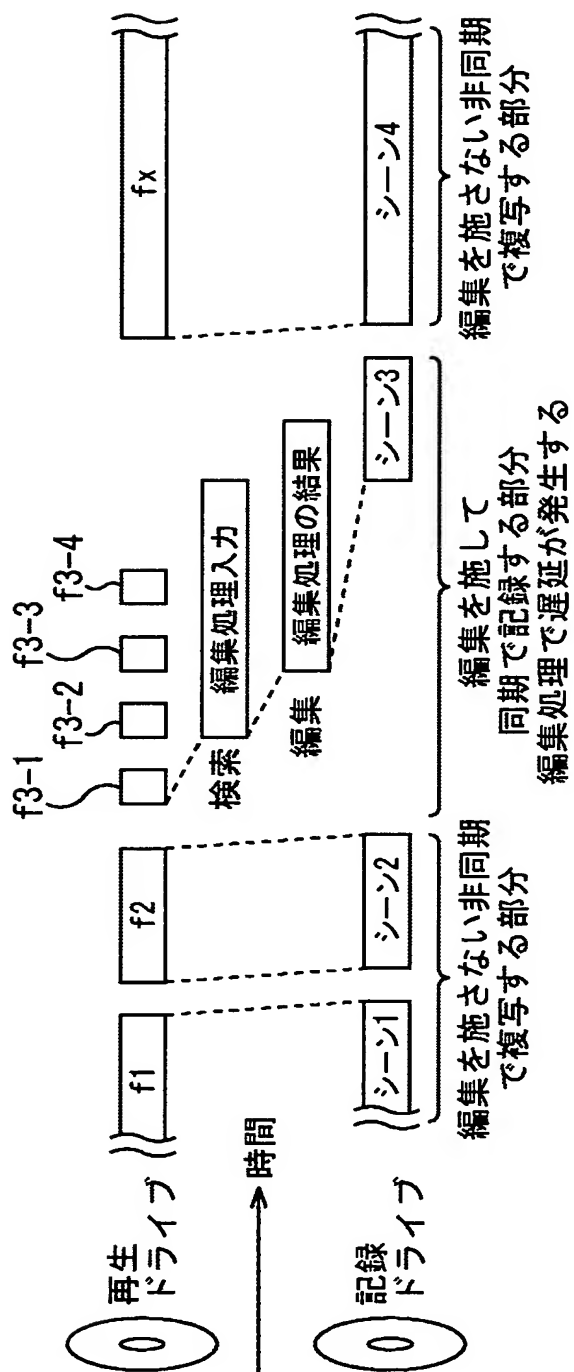 再生
ドライブ
f1
f2
f3-1
f3-2
f3-3
f3-4
fx
時間
検索
編集処理入力
編集
編集処理の結果
記録
ドライブ
シーン1
シーン2
シーン3
シーン4
編集を施さない非同期
で複写する部分
編集を施して
同期で記録する部分
編集処理で遅延が発生する
編集を施さない非同期
で複写する部分